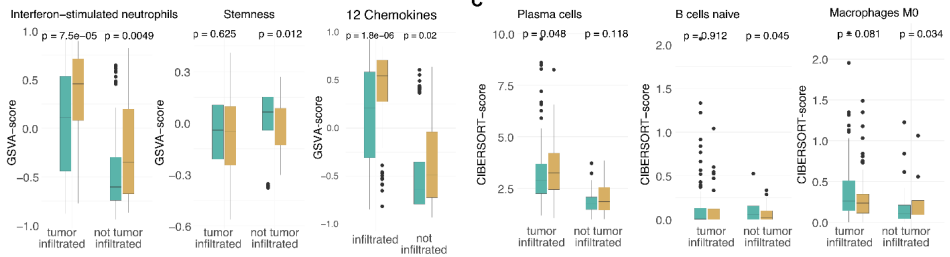 Interferon−stimulated neutrophils
p = 7.5e−05 p = 0.0049
GSVA−score
1.0
0.5
0.0
−0.5
−1.0
tumor infiltrated
not tumor infiltrated
Stemness
p = 0.625 p = 0.012
GSVA−score
0.3
0.0
−0.3
−0.6
tumor infiltrated
not tumor infiltrated
12 Chemokines
p = 1.8e−06 p = 0.02
GSVA−score
1.0
0.5
0.0
−0.5
−1.0
infiltrated
not infiltrated
C
Plasma cells
p = 0.048 p = 0.118
CIBERSORT−score
10.0
7.5
5.0
2.5
tumor infiltrated
not tumor infiltrated
B cells naive
p = 0.912 p = 0.045
CIBERSORT−score
2.0
1.5
1.0
0.5
0.0
tumor infiltrated
not tumor infiltrated
Macrophages M0
p = 0.081 p = 0.034
CIBERSORT−score
2.0
1.5
1.0
0.5
0.0
tumor infiltrated
not tumor infiltrated